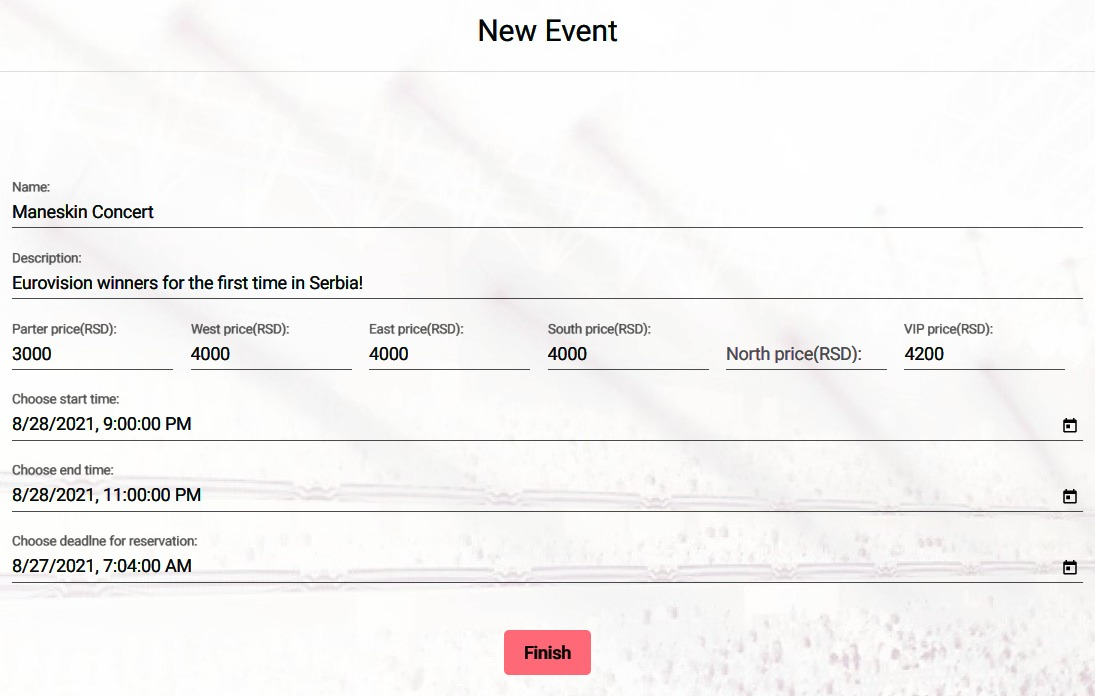 New Event
Name:
Maneskin Concert
Description:
Eurovision winners for the first time in Serbia!
Parter price(RSD): West price(RSD): East price(RSD): South price(RSD): VIP price(RSD):
3000 4000 4000 4000 North price(RSD): 4200
Choose start time:
8/28/2021, 9:00:00 PM
Choose end time:
8/28/2021, 11:00:00 PM
Choose deadlne for reservation:
8/27/2021, 7:04:00 AM
Finish